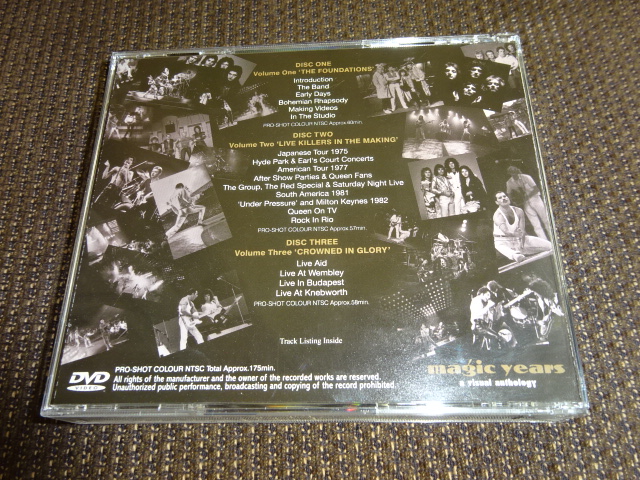 DISC ONE
Volume One 'THE FOUNDATIONS'
Introduction
The Band
Early Days
Bohemian Rhapsody
Making Videos
In The Studio
PRO-SHOT COLOUR NTSC Approx 60min.
DISC TWO
Volume Two 'LIVE KILLERS IN THE MAKING'
Japanese Tour 1975
Hyde Park & Earl's Court Concerts
American Tour 1977
After Show Parties & Queen Fans
The Group, The Red Special & Saturday Night Live
South America 1981
'Under Pressure' and Milton Keynes 1982
Queen On TV
Rock In Rio
PRO-SHOT COLOUR NTSC Approx 57min.
DISC THREE
Volume Three 'CROWNED IN GLORY'
Live Aid
Live At Wembley
Live In Budapest
Live At Knebworth
PRO-SHOT COLOUR NTSC Approx 58min.
Track Listing Inside
PRO-SHOT COLOUR NTSC Total Approx.175min.
All rights of the manufacturer and the owner of the recorded works are reserved.
Unauthorized public performance, broadcasting and copying of the record prohibited.
DVD
VIDEO
magic years
a visual anthology